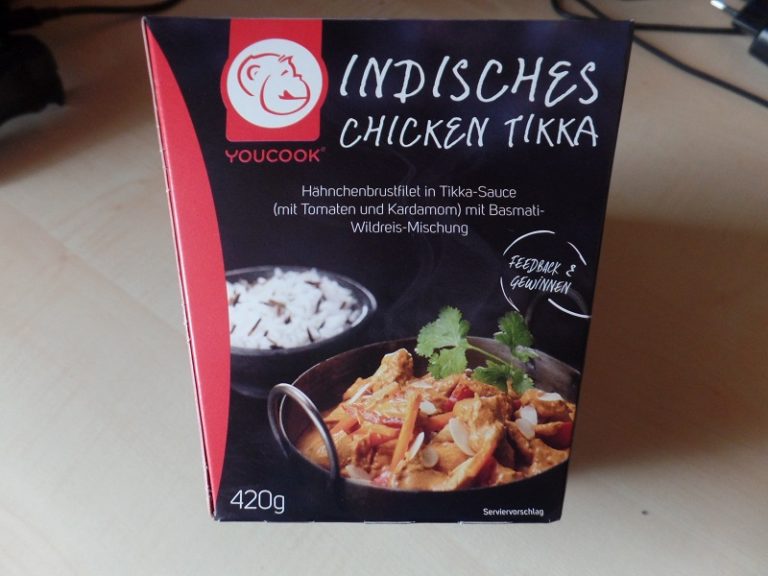 INDISCHES
CHICKEN TIKKA
YOUCOOK®
Hähnchenbrustfilet in Tikka-Sauce
(mit Tomaten und Kardamom) mit Basmati-
Wildreis-Mischung
FEEDBACK &
GEWINNEN
420g
Serviervorschlag